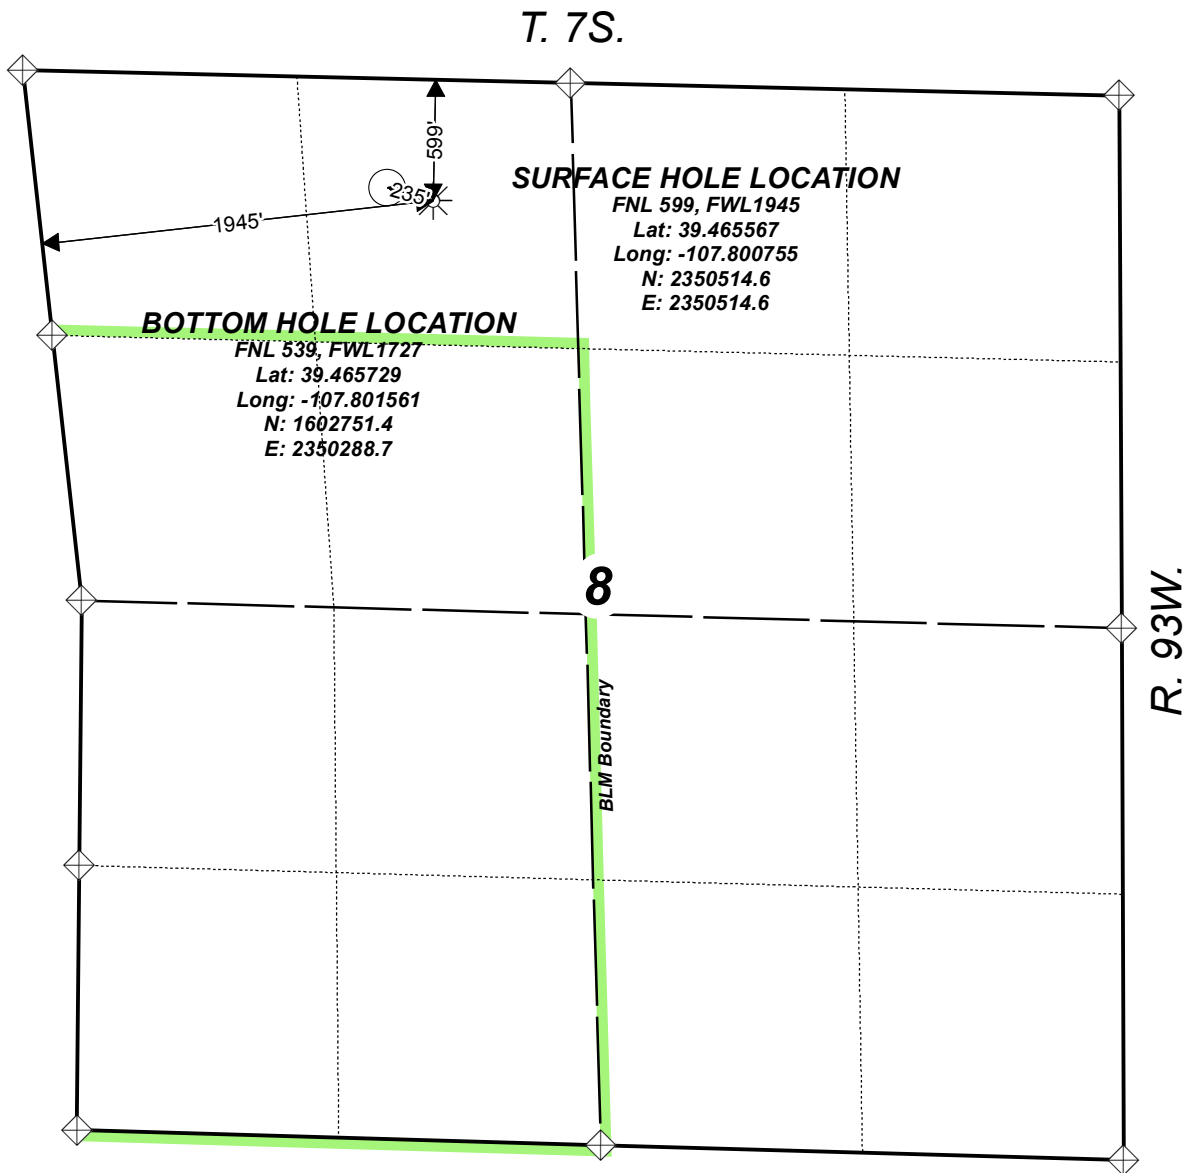 T. 7S.
599'
235'
1945'
SURFACE HOLE LOCATION
FNL 599, FWL1945
Lat: 39.465567
Long: -107.800755
N: 2350514.6
E: 2350514.6
BOTTOM HOLE LOCATION
FNL 539, FWL1727
Lat: 39.465729
Long: -107.801561
N: 1602751.4
E: 2350288.7
8
R. 93W.
BLM Boundary